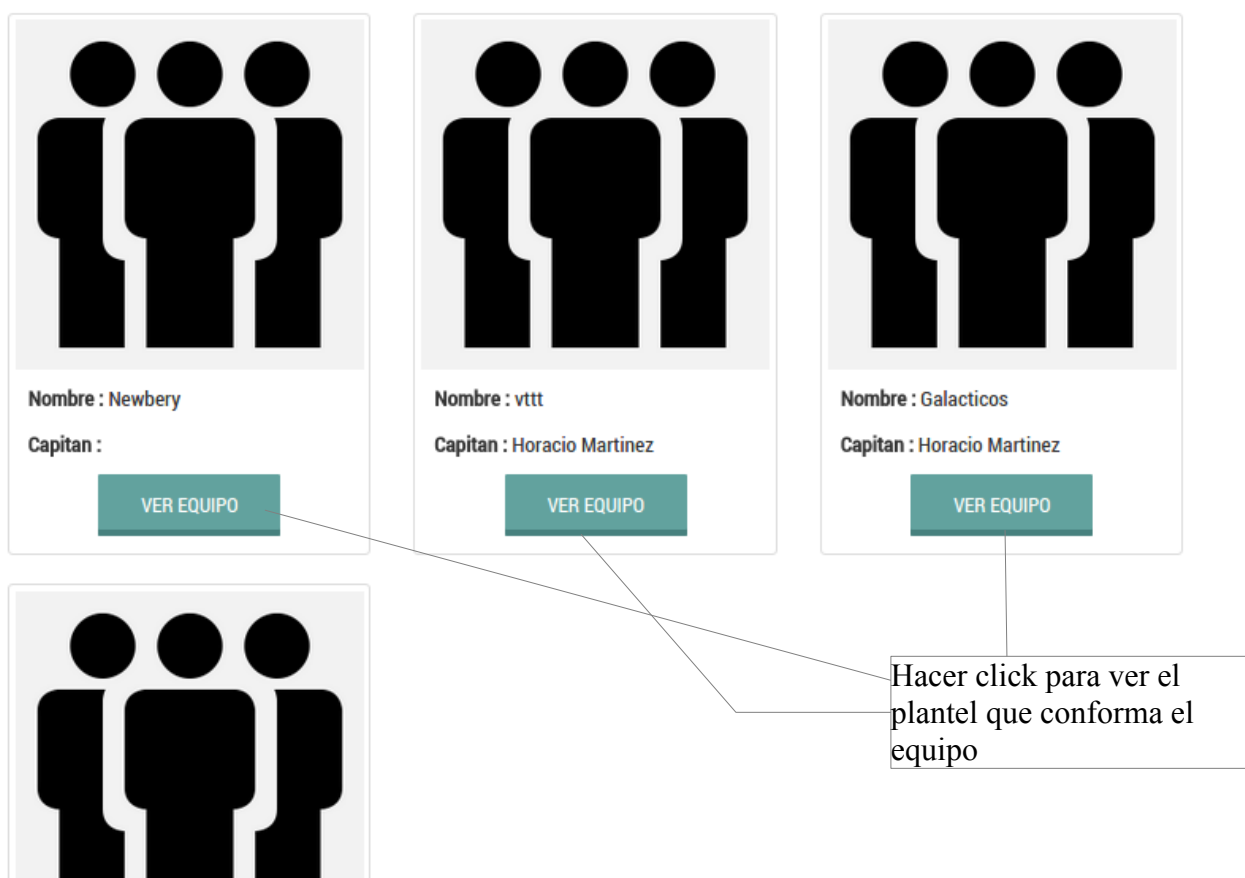 Nombre : Newbery
Capitan :
VER EQUIPO
Nombre : vttt
Capitan : Horacio Martinez
VER EQUIPO
Nombre : Galacticos
Capitan : Horacio Martinez
VER EQUIPO
Hacer click para ver el
plantel que conforma el
equipo